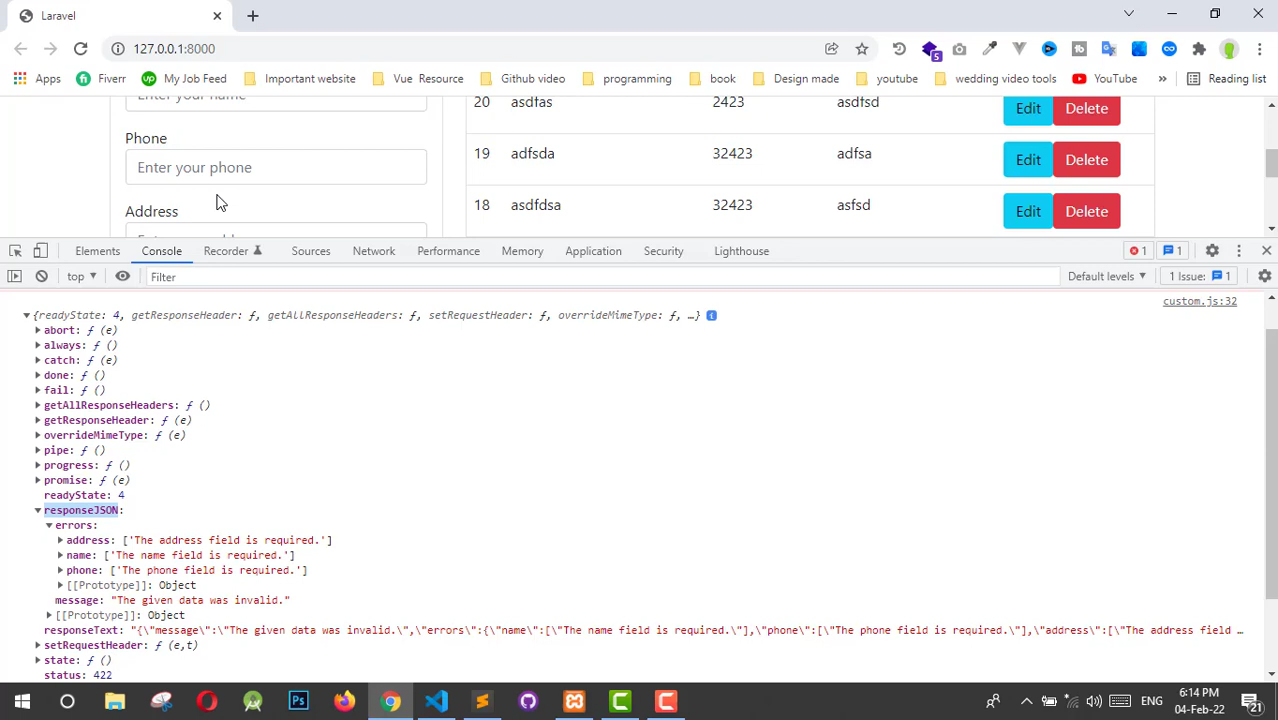 Laravel
127.0.0.1:8000
5
Apps Fiverr My Job Feed Important website Vue Resource Github video programming book Design made youtube wedding video tools YouTube » Reading list
Enter your name
Phone
Enter your phone
Address
20 asdfas 2423 asdfsd Edit Delete
19 adfsda 32423 adfsa Edit Delete
18 asdfdsa 32423 asfsd Edit Delete
Elements Console Recorder Sources Network Performance Memory Application Security Lighthouse 1 1
top Filter Default levels 1 Issue: 1
custom.js:32
{readyState: 4, getResponseHeader: ƒ, getAllResponseHeaders: ƒ, setRequestHeader: ƒ, overrideMimeType: ƒ, …}
abort: ƒ (e)
always: ƒ ()
catch: ƒ (e)
done: ƒ ()
fail: ƒ ()
getAllResponseHeaders: ƒ ()
getResponseHeader: ƒ (e)
overrideMimeType: ƒ (e)
pipe: ƒ ()
progress: ƒ ()
promise: ƒ (e)
readyState: 4
responseJSON:
errors:
address: ['The address field is required.']
name: ['The name field is required.']
phone: ['The phone field is required.']
[[Prototype]]: Object
message: "The given data was invalid."
[[Prototype]]: Object
responseText: "{\"message\":\"The given data was invalid.\",\"errors\":{\"name\":[\"The name field is required.\"],\"phone\":[\"The phone field is required.\"],\"address\":[\"The address field …
setRequestHeader: ƒ (e,t)
state: ƒ ()
status: 422
ENG
6:14 PM
04-Feb-22
21